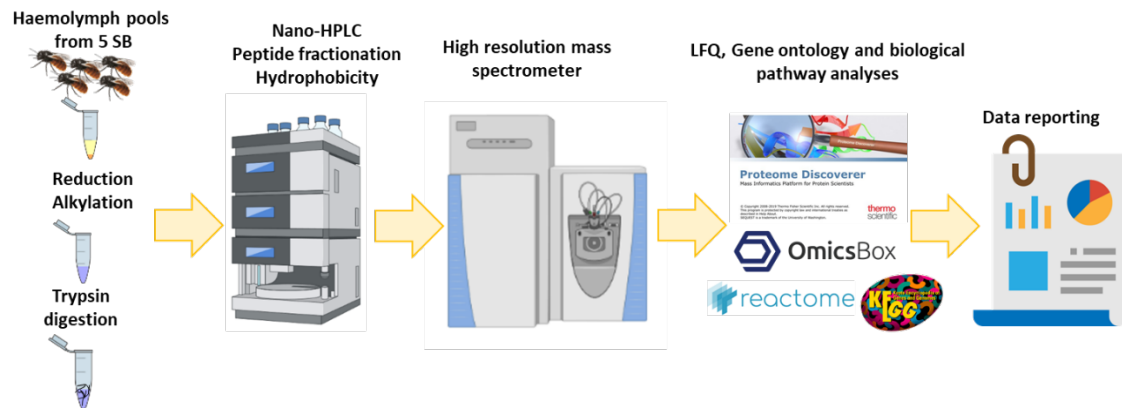 Haemolymph pools
from 5 SB
Reduction
Alkylation
Trypsin
digestion
Nano-HPLC
Peptide fractionation
Hydrophobicity
High resolution mass
spectrometer
LFQ, Gene ontology and biological
pathway analyses
Proteome Discoverer
Mass Informatics Platform for Protein Scientists
thermo
scientific
OmicsBox
reactome
KEGG
Data reporting